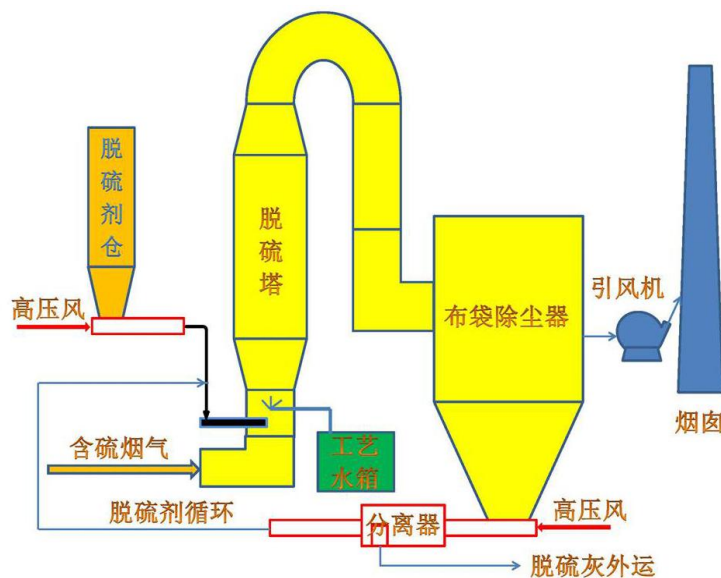 脱硫剂仓
高压风
脱硫塔
布袋除尘器
引风机
烟囱
含硫烟气
工艺
水箱
脱硫剂循环
分离器
高压风
脱硫灰外运